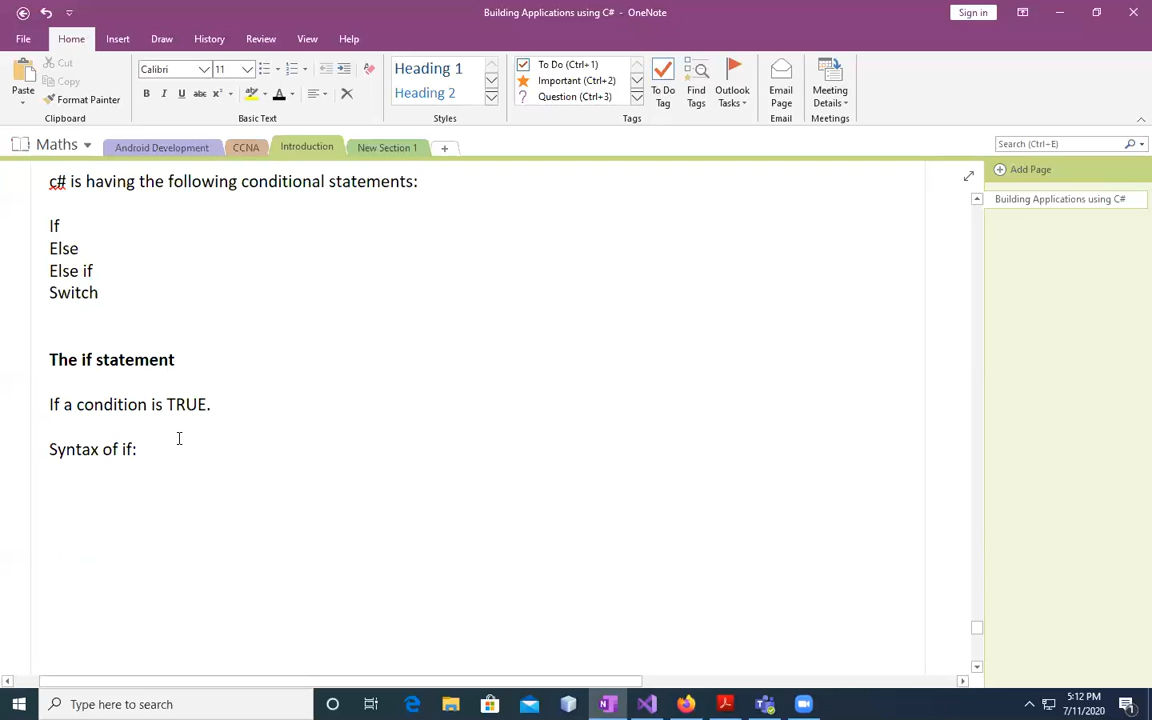 Building Applications using C# - OneNote
Sign in
File Home Insert Draw History Review View Help
Paste
Cut
Copy
Format Painter
Clipboard
Calibri 11
B I U abc x² A
Basic Text
Heading 1
Heading 2
Styles
To Do (Ctrl+1)
Important (Ctrl+2)
? Question (Ctrl+3)
Tags
To Do Tag
Find Tags
Outlook Tasks
Email Page
Email
Meeting Details
Meetings
Maths Android Development CCNA Introduction New Section 1 +
Search (Ctrl+E)
Add Page
Building Applications using C#
c# is having the following conditional statements:
If
Else
Else if
Switch
The if statement
If a condition is TRUE.
Syntax of if:
Type here to search
5:12 PM
7/11/2020
1